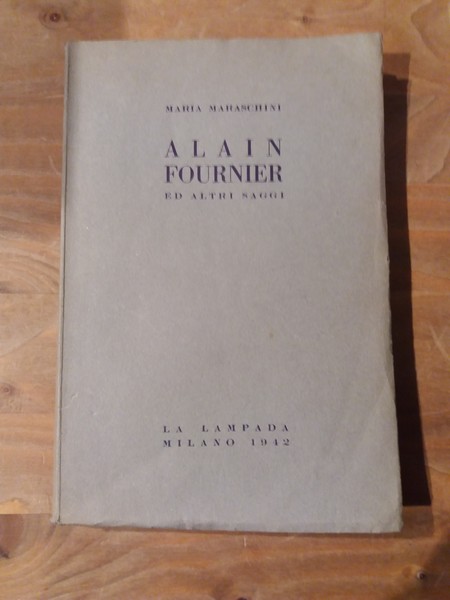 MARIA MARASCHINI
ALAIN
FOURNIER
ED ALTRI SAGGI
LA LAMPADA
MILANO 1942